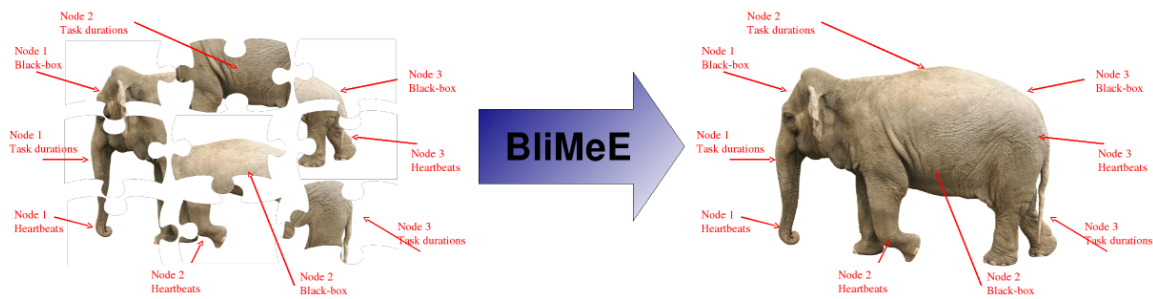 Node 2
Task durations
Node 1
Black-box
Node 3
Black-box
Node 1
Task durations
Node 3
Heartbeats
Node 1
Heartbeats
Node 3
Task durations
Node 2
Heartbeats
Node 2
Black-box
BliMeE
Node 2
Task durations
Node 1
Black-box
Node 3
Black-box
Node 1
Task durations
Node 3
Heartbeats
Node 1
Heartbeats
Node 3
Task durations
Node 2
Heartbeats
Node 2
Black-box